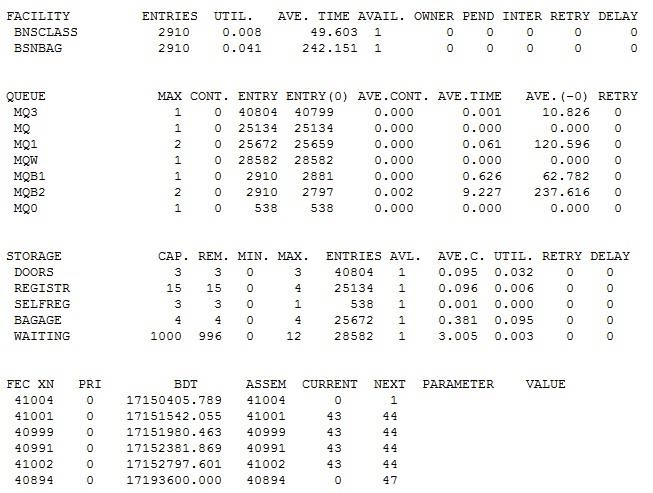 FACILITY ENTRIES UTIL. AVE. TIME AVAIL. OWNER PEND INTER RETRY DELAY
BNSCLASS 2910 0.008 49.603 1 0 0 0 0 0
BSNBAG 2910 0.041 242.151 1 0 0 0 0 0
QUEUE MAX CONT. ENTRY ENTRY(0) AVE.CONT. AVE.TIME AVE.(-0) RETRY
MQ3 1 0 40804 40799 0.000 0.001 10.826 0
MQ 1 0 25134 25134 0.000 0.000 0.000 0
MQ1 2 0 25672 25659 0.000 0.061 120.596 0
MQW 1 0 28582 28582 0.000 0.000 0.000 0
MQB1 1 0 2910 2881 0.000 0.626 62.782 0
MQB2 2 0 2910 2797 0.002 9.227 237.616 0
MQ0 1 0 538 538 0.000 0.000 0.000 0
STORAGE CAP. REM. MIN. MAX. ENTRIES AVL. AVE.C. UTIL. RETRY DELAY
DOORS 3 3 0 3 40804 1 0.095 0.032 0 0
REGISTR 15 15 0 4 25134 1 0.096 0.006 0 0
SELFREG 3 3 0 1 538 1 0.001 0.000 0 0
BAGAGE 4 4 0 4 25672 1 0.381 0.095 0 0
WAITING 1000 996 0 12 28582 1 3.005 0.003 0 0
FEC XN PRI BDT ASSEM CURRENT NEXT PARAMETER VALUE
41004 0 17150405.789 41004 0 1
41001 0 17151542.055 41001 43 44
40999 0 17151980.463 40999 43 44
40991 0 17152381.869 40991 43 44
41002 0 17152797.601 41002 43 44
40894 0 17193600.000 40894 0 47